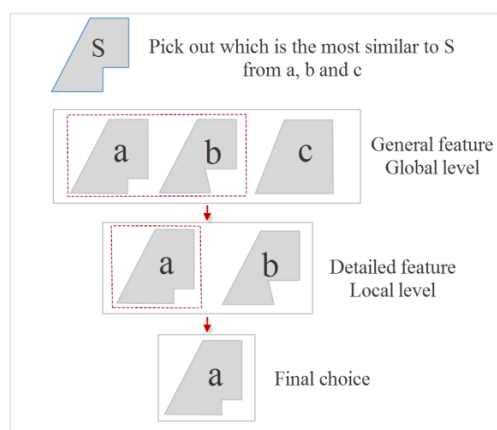 S
Pick out which is the most similar to S
from a, b and c
a b c
General feature
Global level
a b
Detailed feature
Local level
a
Final choice